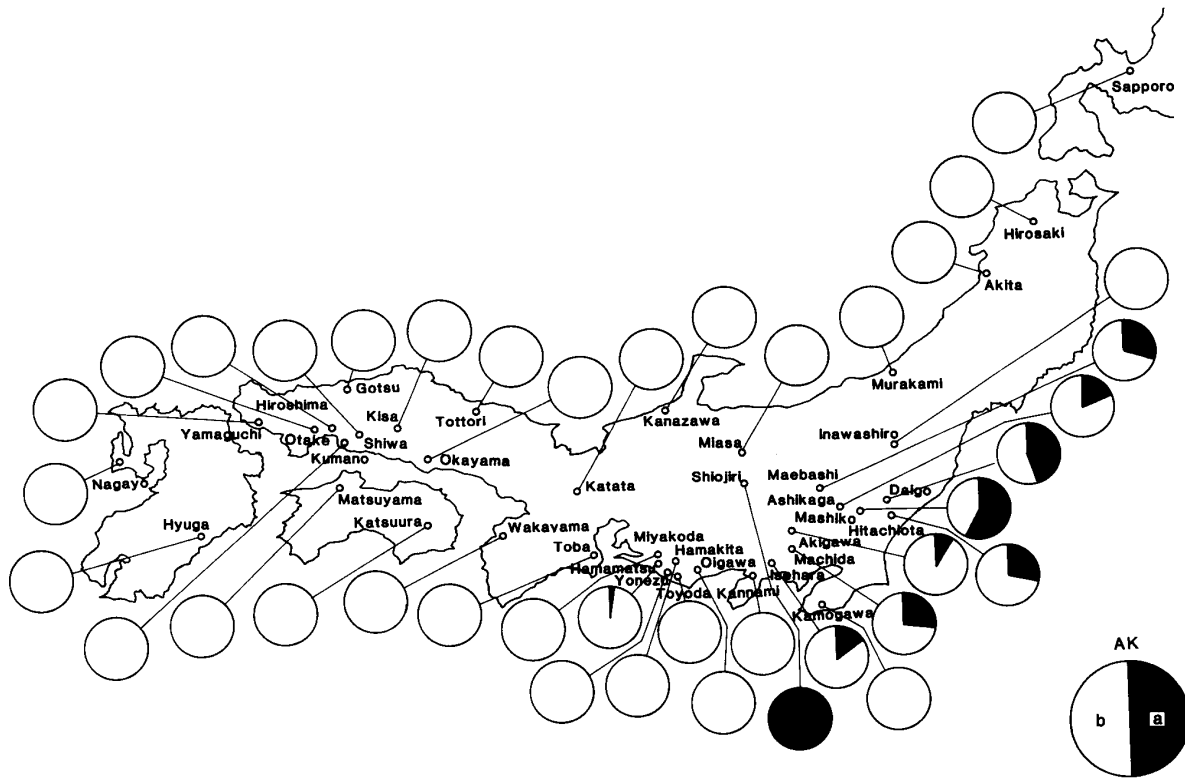 Sapporo
Hirosaki
Akita
Murakami
Gotsu
Hiroshima
Kisa
Tottori
Kanazawa
Yamaguchi
Otake
Shiwa
Miasa
Inawashiro
Kumano
Okayama
Nagayo
Shiojiri
Maebashi
Daigo
Matsuyama
Katata
Ashikaga
Mashiko
Hyuga
Katsuura
Wakayama
Hitachiota
Toba
Miyakoda
Akigawa
Hamakita
Machida
Hamamatsu
Oigawa
Yonezu
Isehara
Toyoda
Kannami
Kamogawa
AK
b
a